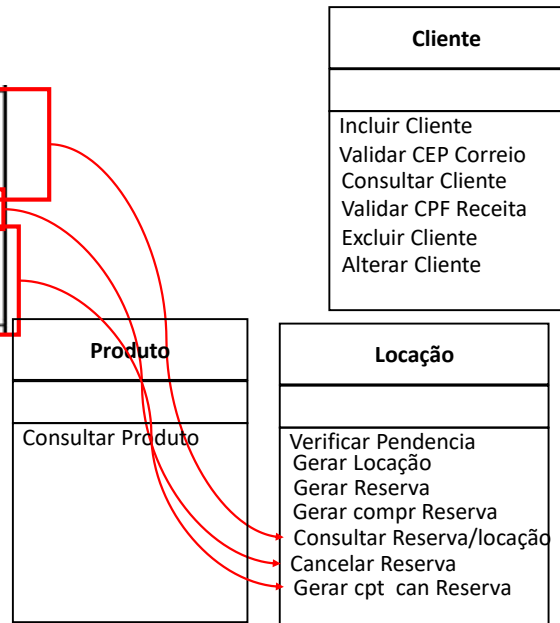 Cliente
Incluir Cliente
Validar CEP Correio
Consultar Cliente
Validar CPF Receita
Excluir Cliente
Alterar Cliente
Produto
Consultar Produto
Locação
Verificar Pendencia
Gerar Locação
Gerar Reserva
Gerar compr Reserva
Consultar Reserva/locação
Cancelar Reserva
Gerar cpt can Reserva